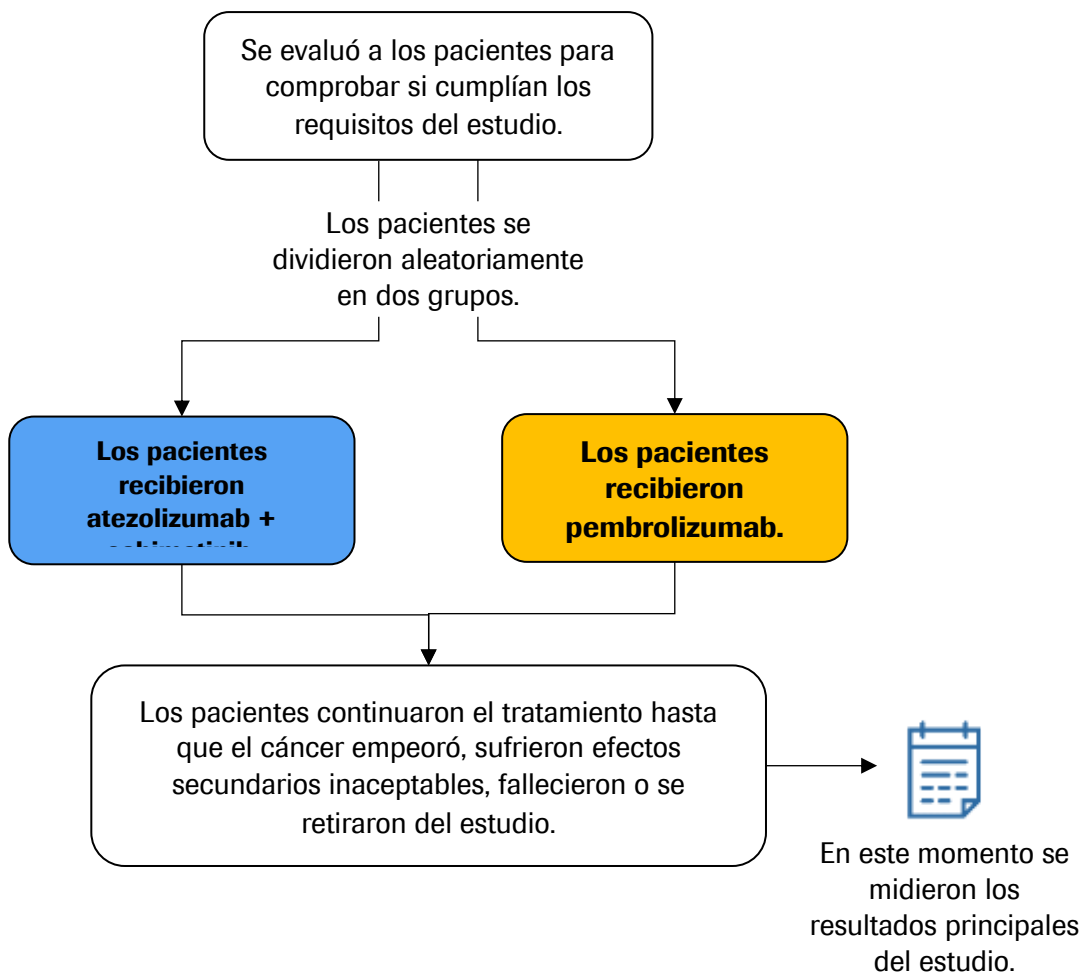 Se evaluó a los pacientes para
comprobar si cumplían los
requisitos del estudio.
Los pacientes se
dividieron aleatoriamente
en dos grupos.
Los pacientes
recibieron
atezolizumab +
Los pacientes
recibieron
pembrolizumab.
Los pacientes continuaron el tratamiento hasta
que el cáncer empeoró, sufrieron efectos
secundarios inaceptables, fallecieron o se
retiraron del estudio.
En este momento se
midieron los
resultados principales
del estudio.